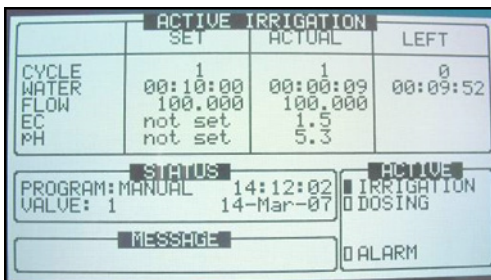 ACTIVE IRRIGATION
SET ACTUAL LEFT
CYCLE 1 1 0
WATER 00:10:00 00:00:09 00:09:52
FLOW 100.000 100.000
EC not set 1.5
pH not set 5.3
STATUS
PROGRAM:MANUAL 14:12:02
VALVE: 1 14-Mar-07
MESSAGE
ACTIVE
IRRIGATION
DOSING
ALARM